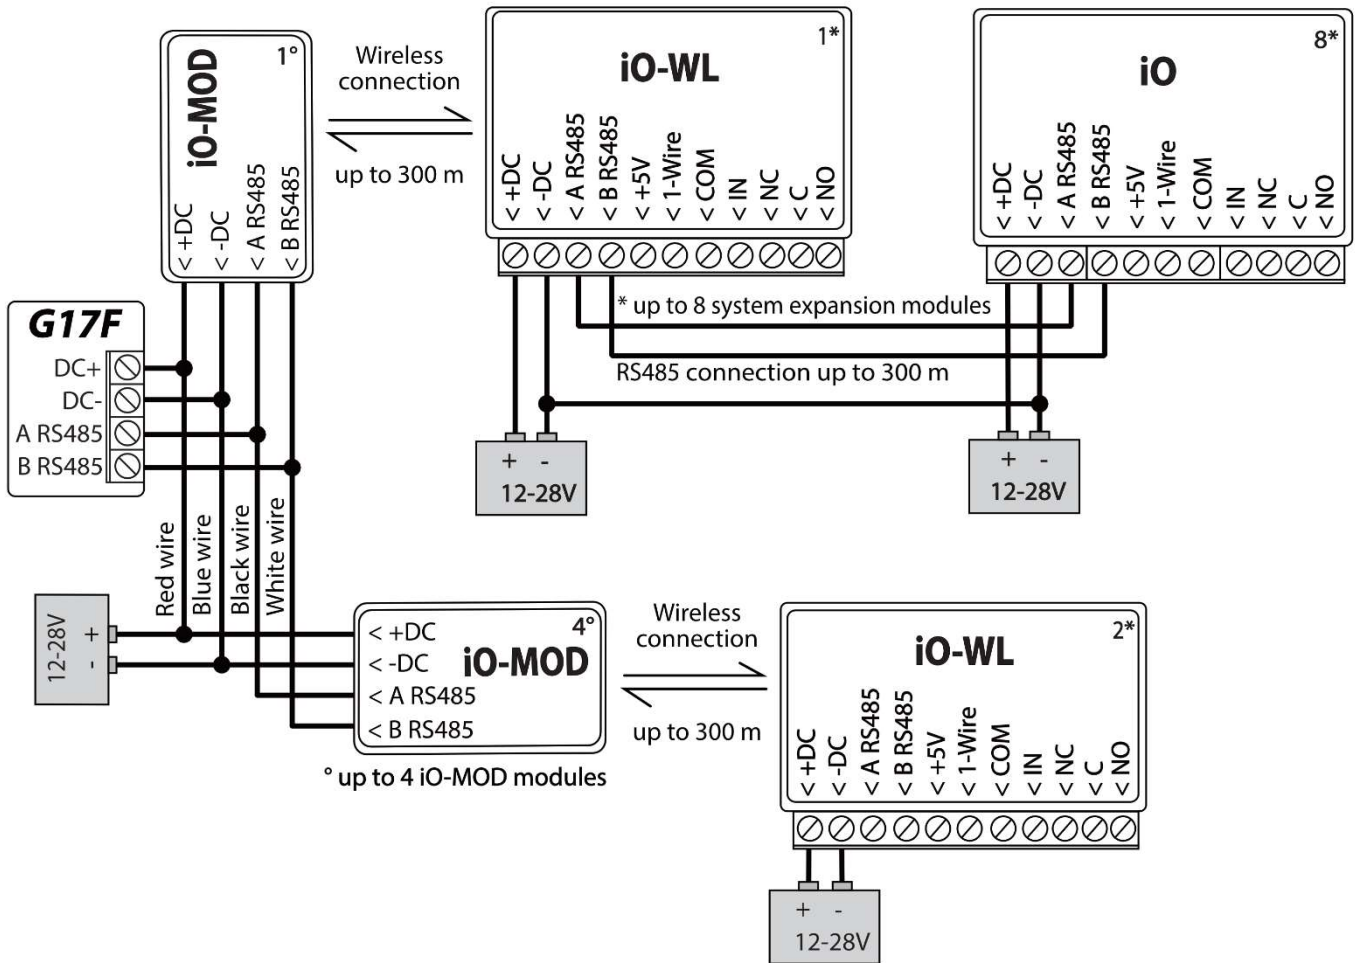 iO-MOD
1°
< +DC
< -DC
< A RS485
< B RS485
Wireless
connection
up to 300 m
iO-WL
1*
< +DC
< -DC
< A RS485
< B RS485
< +5V
< 1-Wire
< COM
< IN
< NC
< C
< NO
iO
8*
< +DC
< -DC
< A RS485
< B RS485
< +5V
< 1-Wire
< COM
< IN
< NC
< C
< NO
* up to 8 system expansion modules
RS485 connection up to 300 m
+ -
12-28V
+ -
12-28V
G17F
DC+
DC-
A RS485
B RS485
Red wire
Blue wire
Black wire
White wire
12-28V
+
-
4°
iO-MOD
< +DC
< -DC
< A RS485
< B RS485
° up to 4 iO-MOD modules
Wireless
connection
up to 300 m
iO-WL
2*
< +DC
< -DC
< A RS485
< B RS485
< +5V
< 1-Wire
< COM
< IN
< NC
< C
< NO
+ -
12-28V